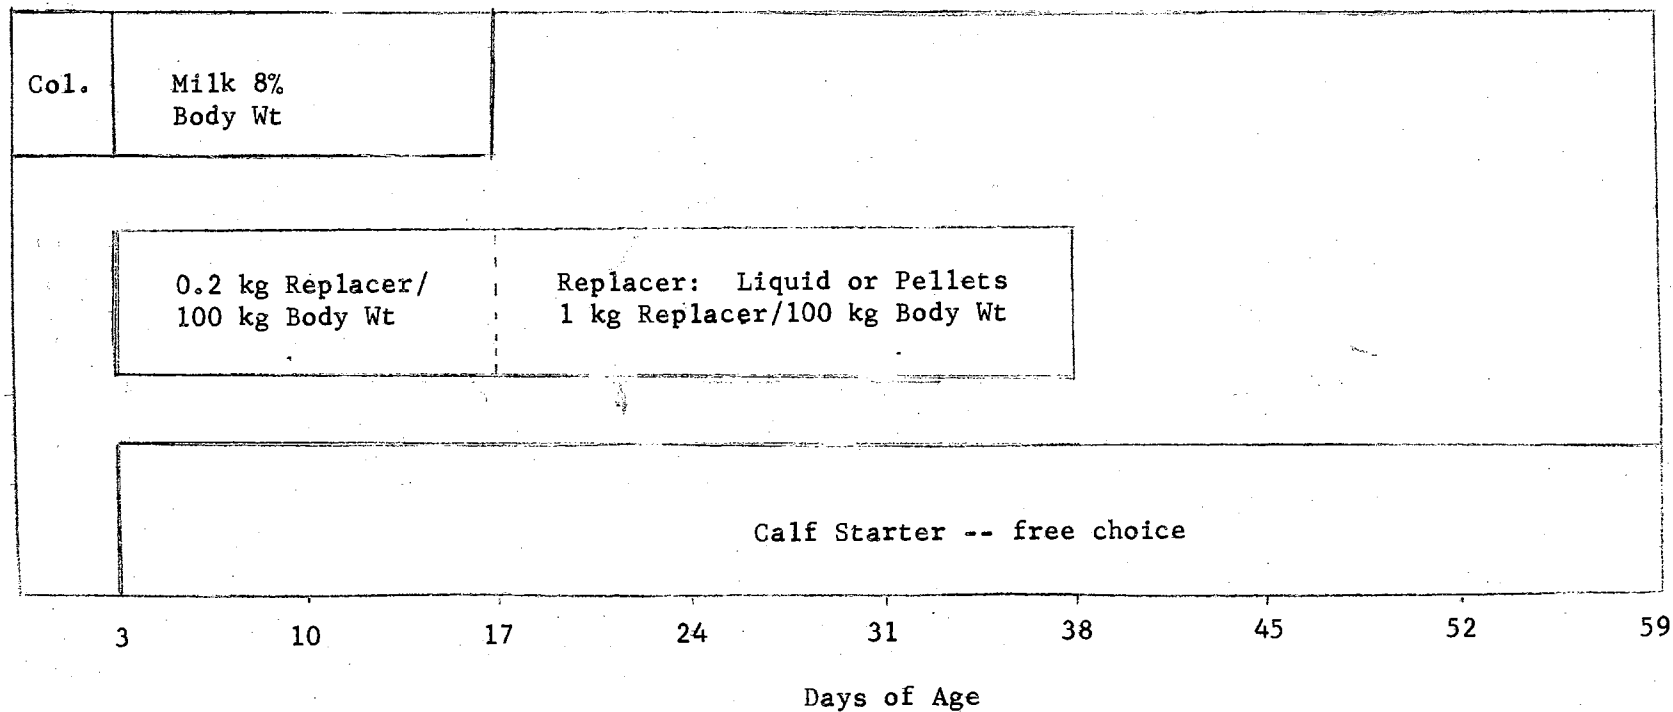 Col.
Milk 8%
Body Wt
0.2 kg Replacer/
100 kg Body Wt
Replacer: Liquid or Pellets
1 kg Replacer/100 kg Body Wt
Calf Starter -- free choice
3 10 17 24 31 38 45 52 59
Days of Age